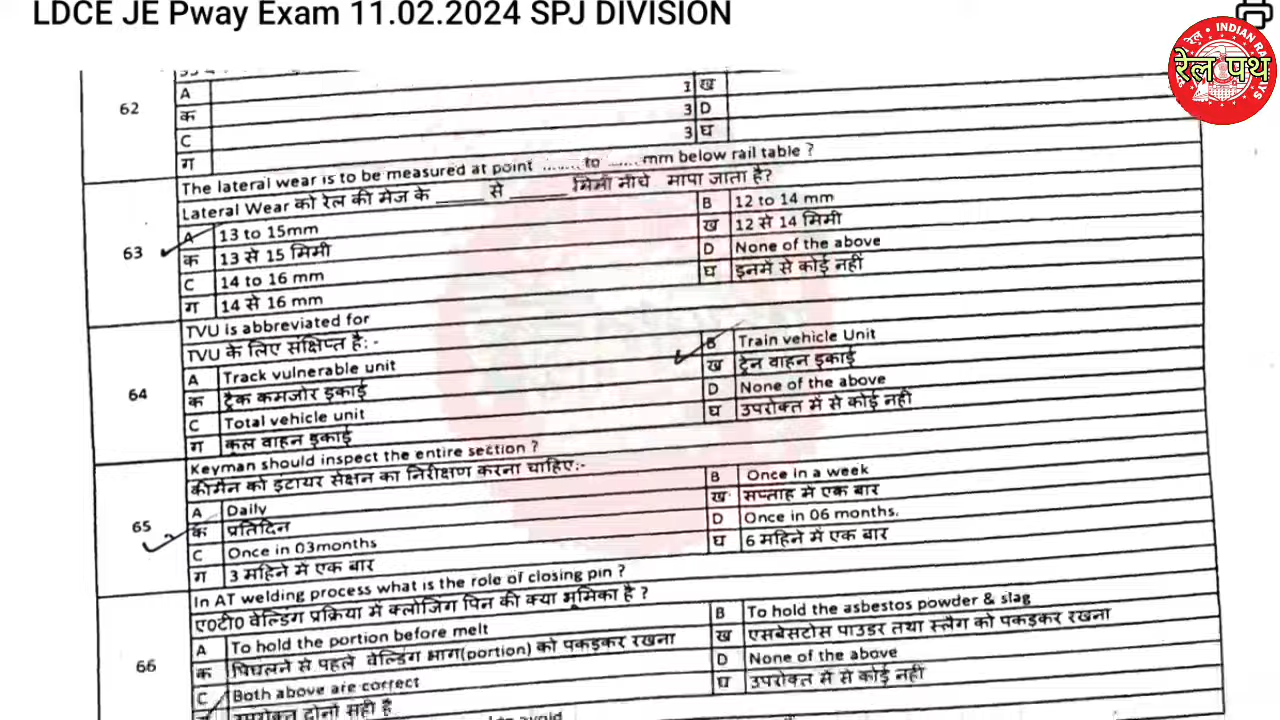 LDCE JE Pway Exam 11.02.2024 SPJ DIVISION
INDIAN
रेल पथ
62
A
1 ख
क
3 D
C
3 घ
ग
63
The lateral wear is to be measured at point ........ to ....... mm below rail table ?
Lateral Wear को रेल की मेज के _____ से ______ मिमी नीचे मापा जाता है?
A 13 to 15mm
B 12 to 14 mm
क 13 से 15 मिमी
ख 12 से 14 मिमी
C 14 to 16 mm
D None of the above
ग 14 से 16 mm
घ इनमें से कोई नहीं
64
TVU is abbreviated for
TVU के लिए संक्षिप्त है: -
A Track vulnerable unit
B Train vehicle Unit
क ट्रैक कमजोर इकाई
ख ट्रेन वाहन इकाई
C Total vehicle unit
D None of the above
ग कूल वाहन इकाई
घ उपरोक्त में से कोई नहीं
65
Keyman should inspect the entire section ?
कीमैन को इंटायर सेक्षन का निरीक्षण करना चाहिए:-
A Daily
B Once in a week
क प्रतिदिन
ख सप्ताह में एक बार
C Once in 03months
D Once in 06 months.
ग 3 महिने में एक बार
घ 6 महिने में एक बार
66
In AT welding process what is the role of closing pin ?
ए०टी० वेल्डिंग प्रक्रिया में क्लोजिंग पिन की क्या भूमिका है ?
A To hold the portion before melt
B To hold the asbestos powder & slag
क पिघलने से पहले वेल्डिंग भाग(portion) को पकड़कर रखना
ख एसबेसटोस पाउडर तथा स्लैग को पकड़कर रखना
C Both above are correct
D None of the above
उपरोक्त दोनो सही है
घ उपरोक्त में से कोई नहीं